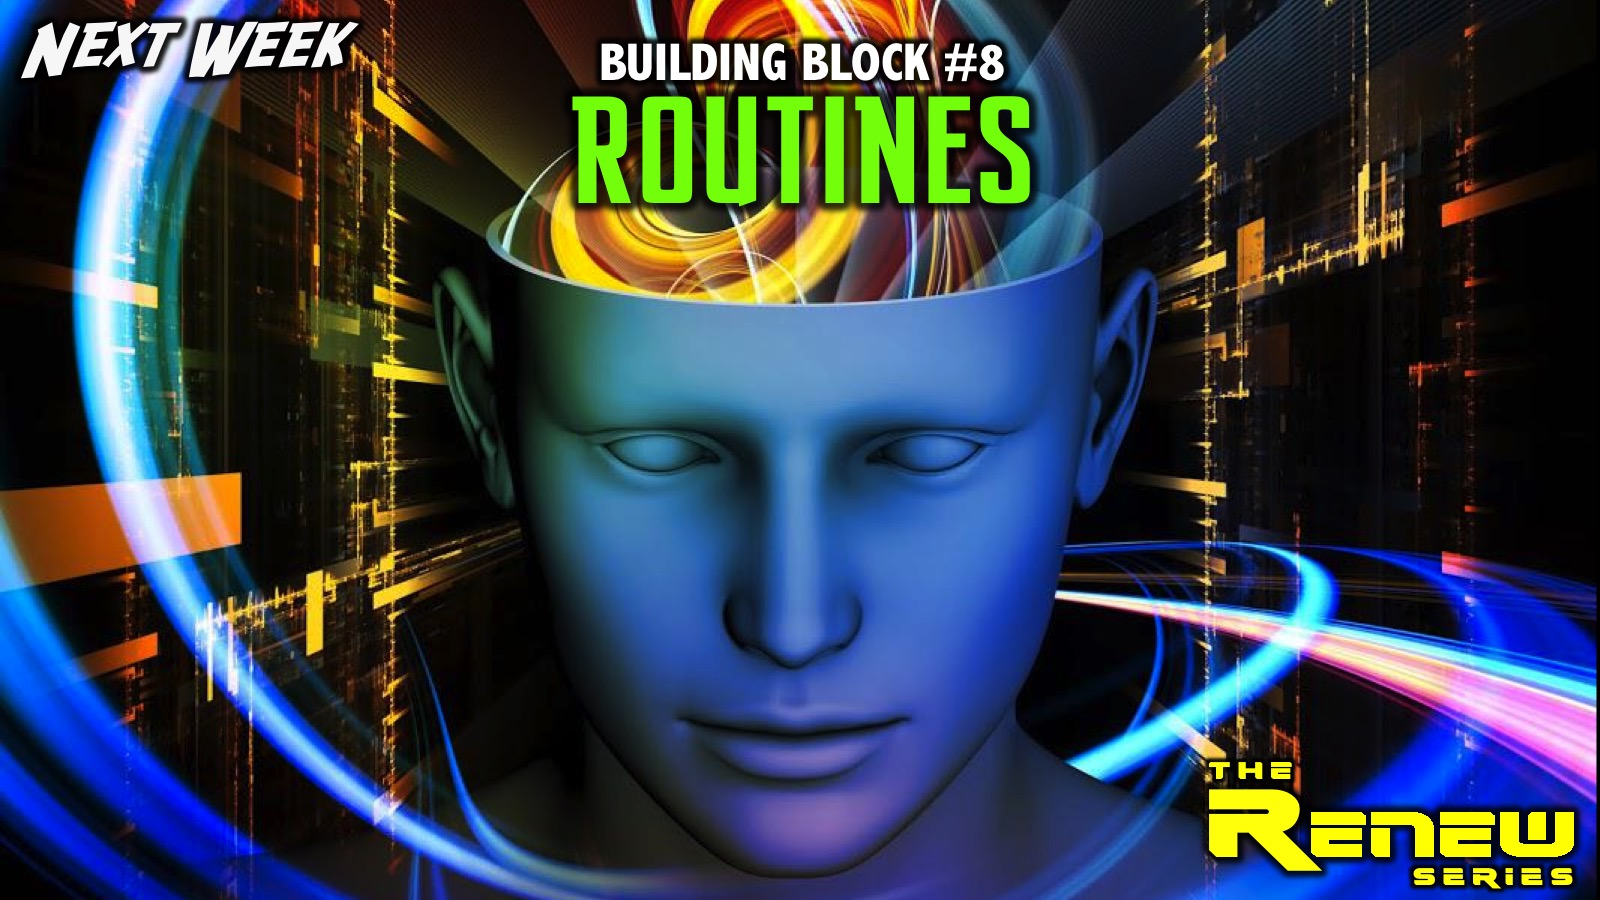 NEXT WEEK
BUILDING BLOCK #8
ROUTINES
THE
RENEW
SERIES